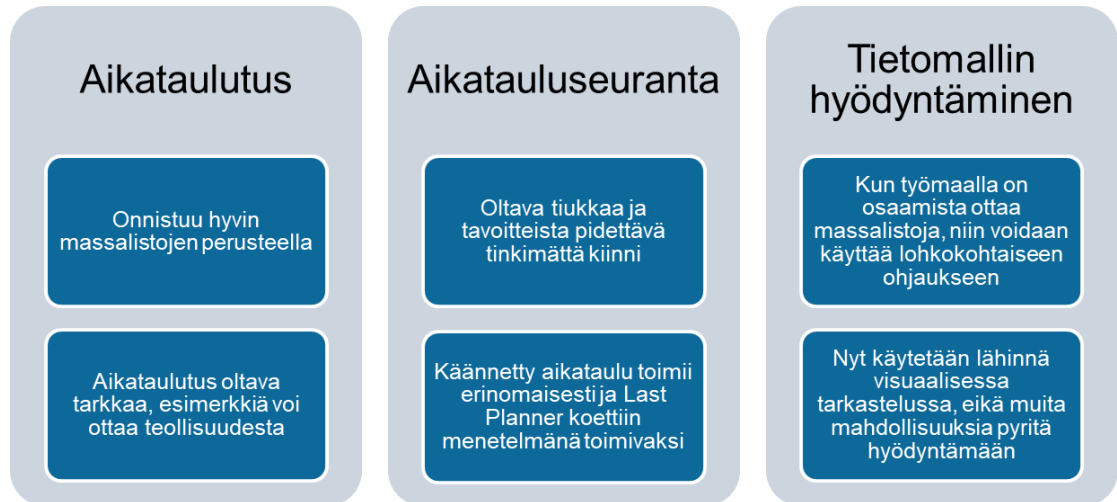 Aikataulutus
Onnistuu hyvin
massalistojen perusteella
Aikataulutus oltava
tarkkaa, esimerkkiä voi
ottaa teollisuudesta
Aikatauluseuranta
Oltava tiukkaa ja
tavoitteista pidettävä
tinkimättä kiinni
Käännetty aikataulu toimii
erinomaisesti ja Last
Planner koettiin
menetelmänä toimivaksi
Tietomallin
hyödyntäminen
Kun työmaalla on
osaamista ottaa
massalistoja, niin voidaan
käyttää lohkokohtaiseen
ohjaukseen
Nyt käytetään lähinnä
visuaalisessa
tarkastelussa, eikä muita
mahdollisuuksia pyritä
hyödyntämään